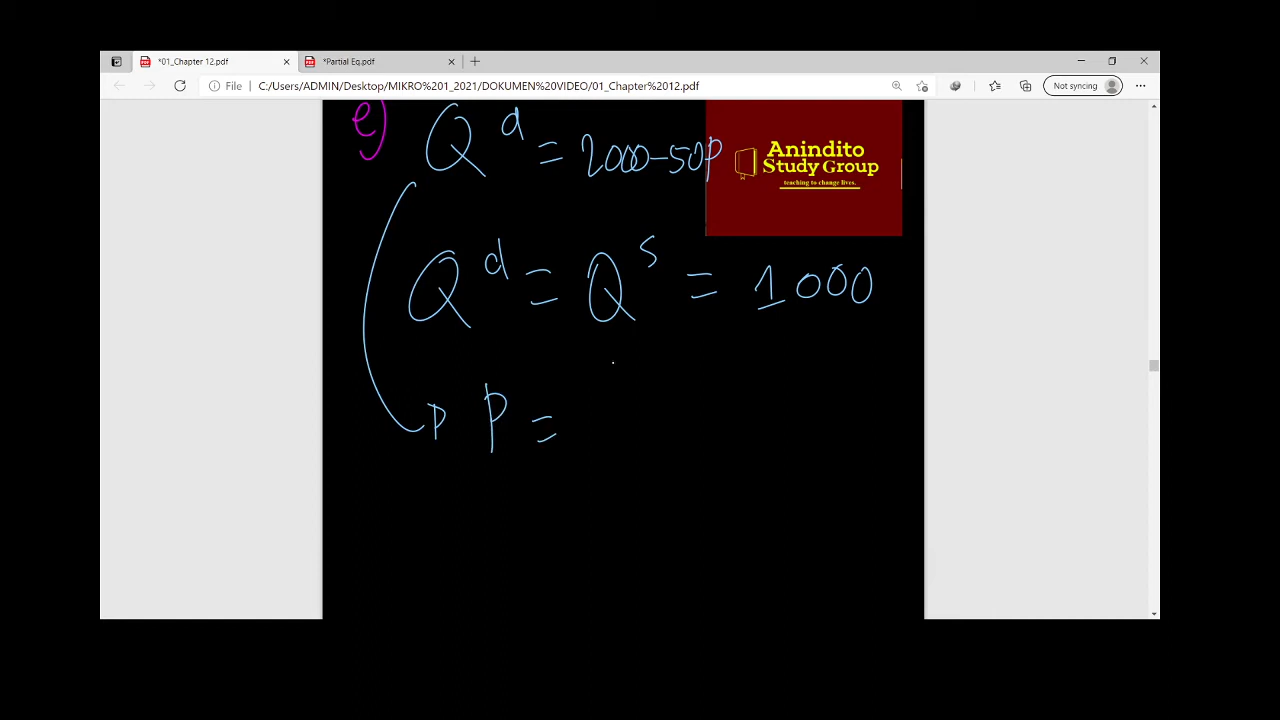 *01_Chapter 12.pdf
*Partial Eq.pdf
File
C:/Users/ADMIN/Desktop/MIKRO%201_2021/DOKUMEN%20VIDEO/01_Chapter%2012.pdf
Not syncing
e) Q^d = 2000-50P
Anindito
Study Group
teaching to change lives.
Q^d = Q^s = 1000
P =